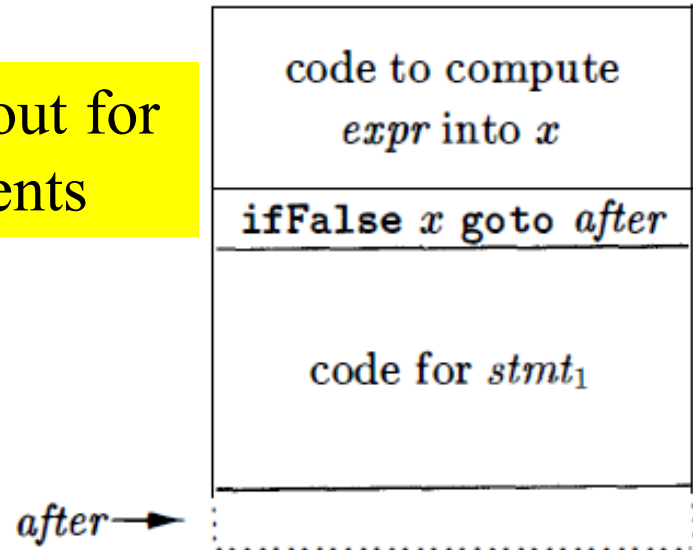 code to compute
expr into x
out for
ents
ifFalse x goto after
code for stmt₁
after